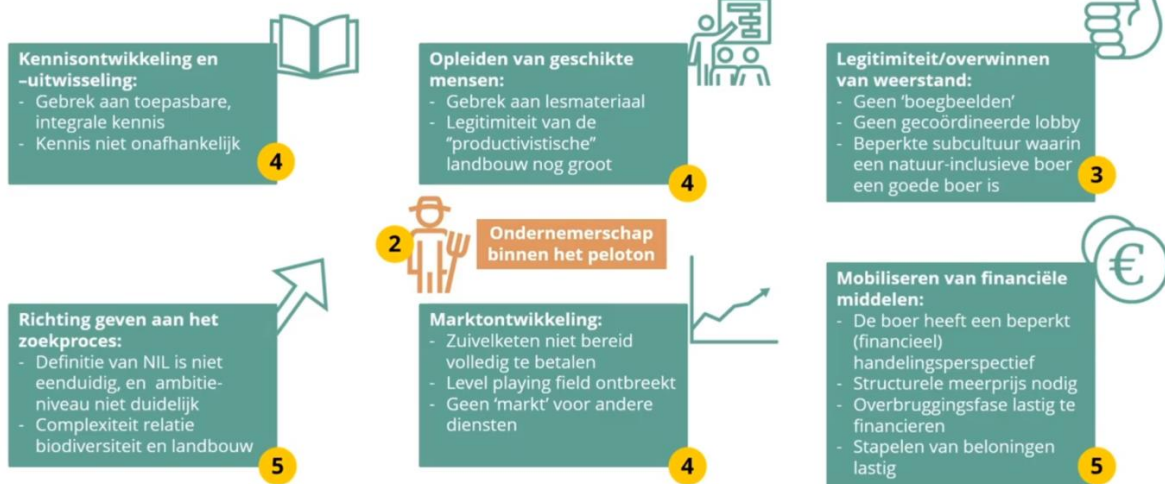 Kennisontwikkeling en
–uitwisseling:
- Gebrek aan toepasbare,
integrale kennis
- Kennis niet onafhankelijk
4
Opleiden van geschikte
mensen:
- Gebrek aan lesmateriaal
- Legitimiteit van de
“productivistische”
landbouw nog groot
4
Legitimiteit/overwinnen
van weerstand:
- Geen ‘boegbeelden’
- Geen gecoördineerde lobby
- Beperkte subcultuur waarin
een natuur-inclusieve boer
een goede boer is
3
2
Ondernemerschap
binnen het peloton
Richting geven aan het
zoekproces:
- Definitie van NIL is niet
eenduidig, en ambitie-
niveau niet duidelijk
- Complexiteit relatie
biodiversiteit en landbouw
5
Marktontwikkeling:
- Zuivelketen niet bereid
volledig te betalen
- Level playing field ontbreekt
- Geen ‘markt’ voor andere
diensten
4
€
Mobiliseren van financiële
middelen:
- De boer heeft een beperkt
(financieel)
handelingsperspectief
- Structurele meerprijs nodig
- Overbruggingsfase lastig te
financieren
- Stapelen van beloningen
lastig
5